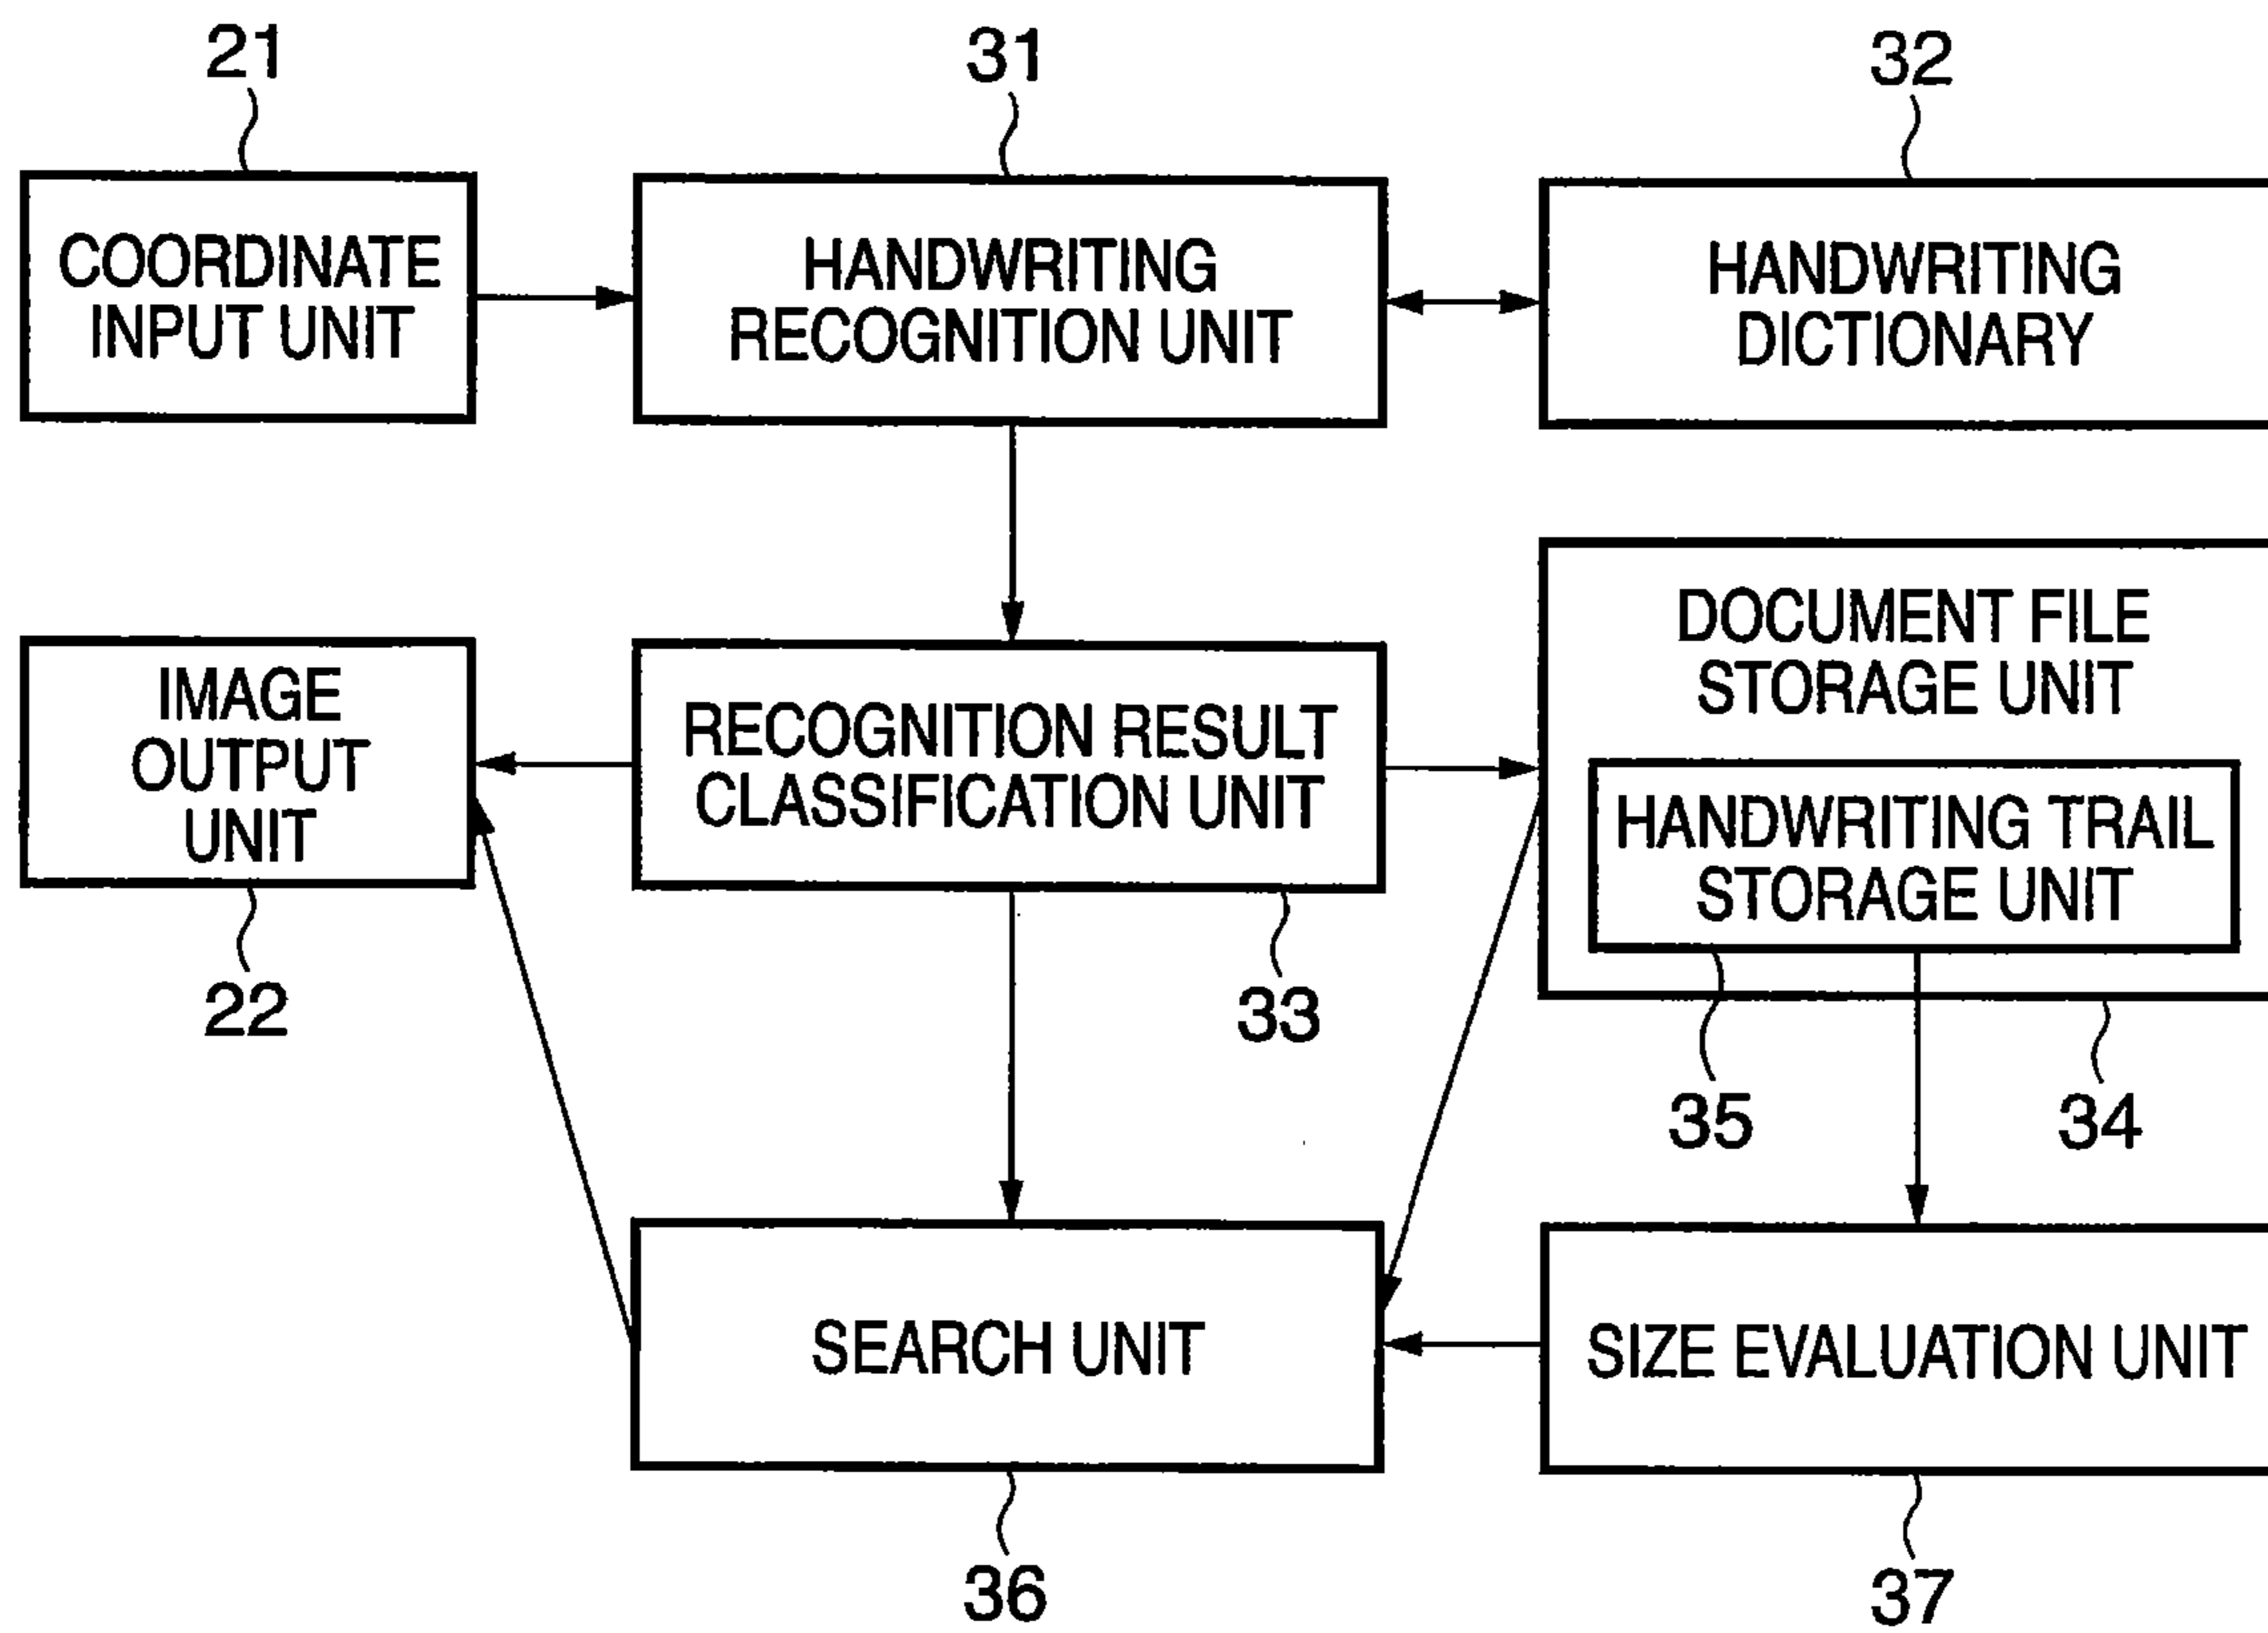 21
31
32
COORDINATE
INPUT UNIT
HANDWRITING
RECOGNITION UNIT
HANDWRITING
DICTIONARY
IMAGE
OUTPUT
UNIT
22
RECOGNITION RESULT
CLASSIFICATION UNIT
33
DOCUMENT FILE
STORAGE UNIT
HANDWRITING TRAIL
STORAGE UNIT
35
34
SEARCH UNIT
36
SIZE EVALUATION UNIT
37